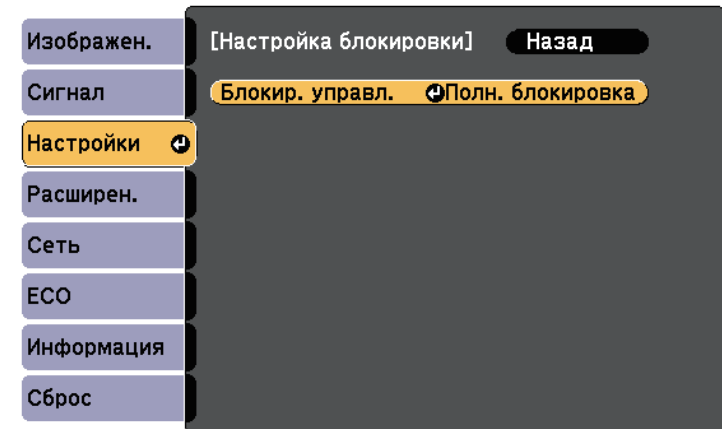 Изображен.
Сигнал
Настройки
Расширен.
Сеть
ECO
Информация
Сброс
[Настройка блокировки] Назад
Блокир. управл. Полн. блокировка